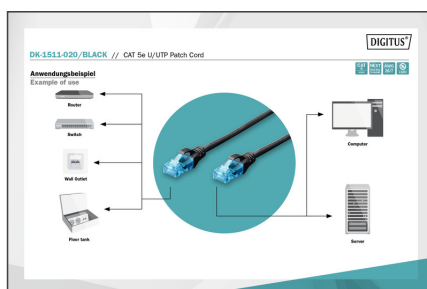 DIGITUS®
DK-1511-020/BLACK // CAT 5e U/UTP Patch Cord
Anwendungsbeispiel
Example of use
Router
Switch
Wall Outlet
Floor tank
Computer
Server